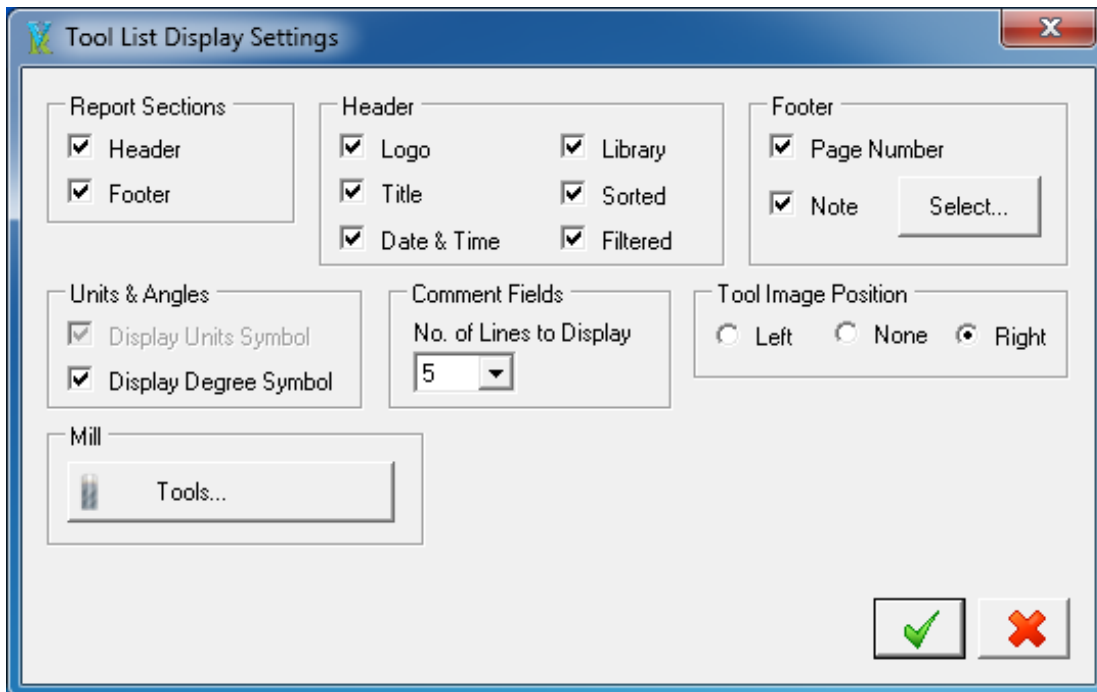 Tool List Display Settings
Report Sections
Header
Footer
Header
Logo
Title
Date & Time
Library
Sorted
Filtered
Footer
Page Number
Note
Select...
Units & Angles
Display Units Symbol
Display Degree Symbol
Comment Fields
No. of Lines to Display
5
Tool Image Position
Left
None
Right
Mill
Tools...